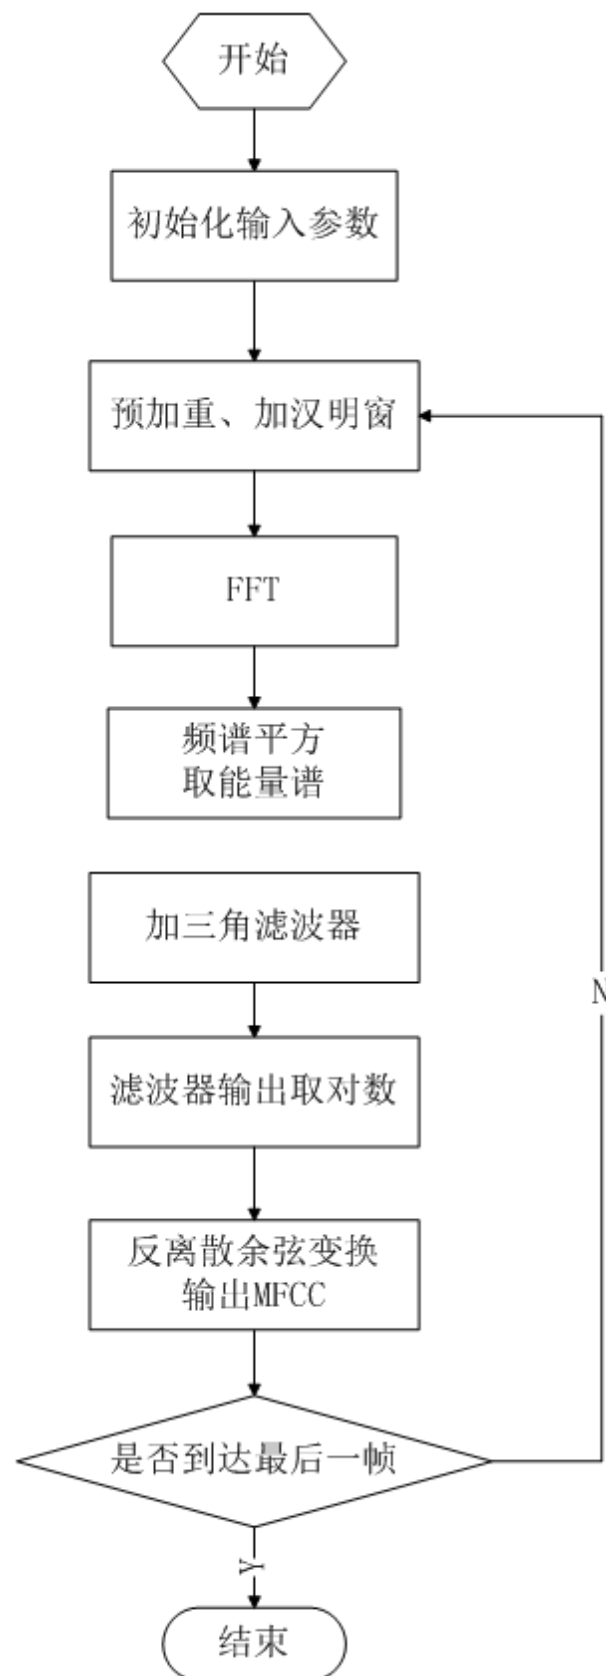 开始
初始化输入参数
预加重、加汉明窗
FFT
频谱平方
取能量谱
加三角滤波器
N
滤波器输出取对数
反离散余弦变换
输出MFCC
是否到达最后一帧
Y
结束